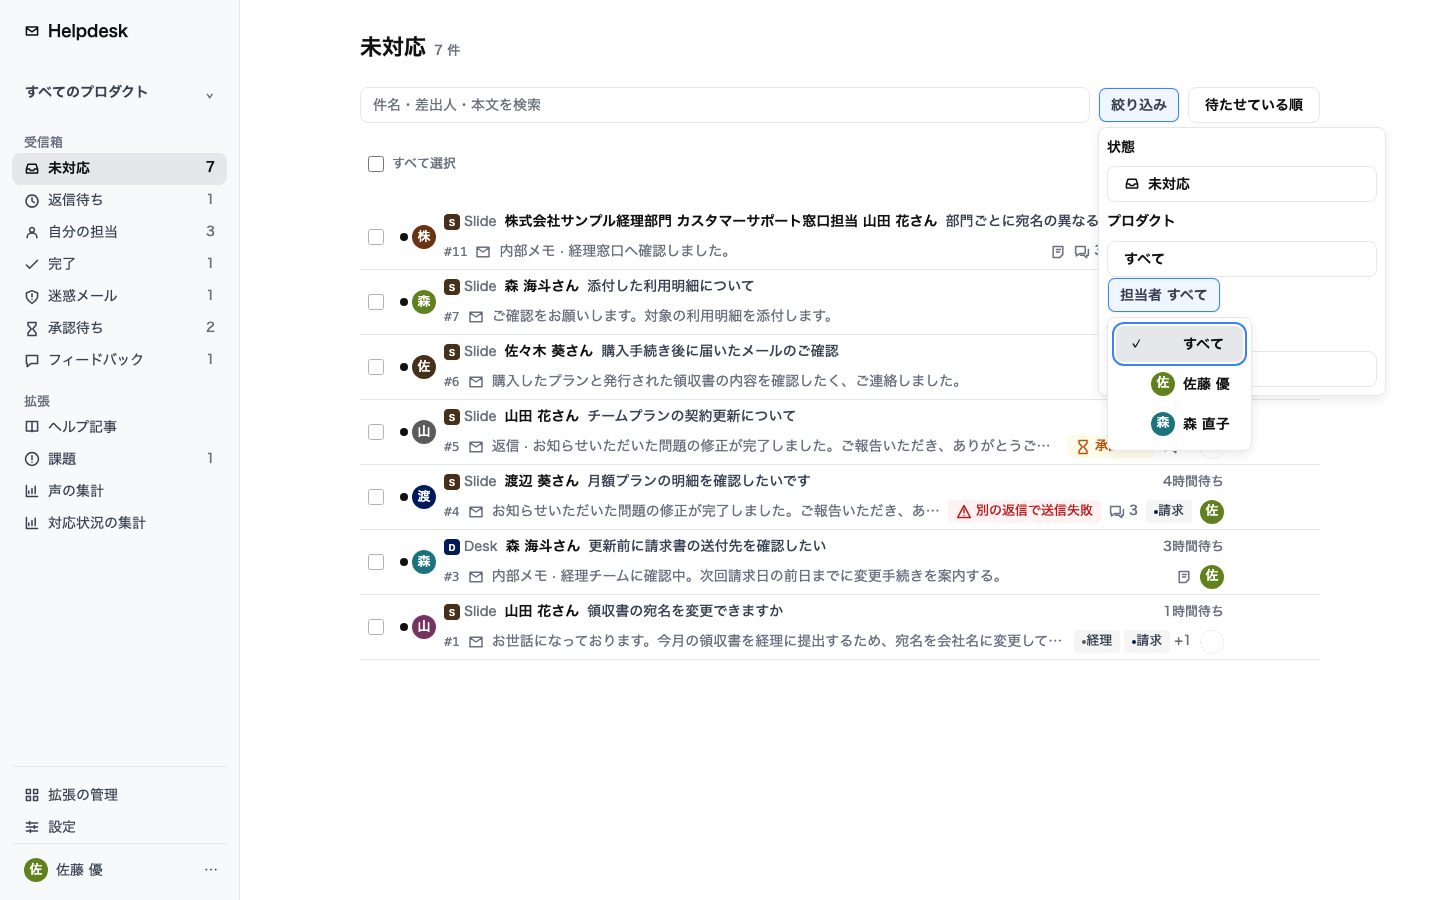 Helpdesk
すべてのプロダクト
受信箱
未対応 7
返信待ち 1
自分の担当 3
完了 1
迷惑メール 1
承認待ち 2
フィードバック 1
拡張
ヘルプ記事
課題 1
声の集計
対応状況の集計
拡張の管理
設定
佐 佐藤 優 ...
未対応 7 件
件名・差出人・本文を検索 絞り込み 待たせている順
すべて選択
状態
未対応
プロダクト
すべて
担当者 すべて
✓ すべて
佐 佐藤 優
森 森 直子
株 S Slide 株式会社サンプル経理部門 カスタマーサポート窓口担当 山田 花さん 部門ごとに宛名の異なる
#11 内部メモ · 経理窓口へ確認しました。
森 S Slide 森 海斗さん 添付した利用明細について
#7 ご確認をお願いします。対象の利用明細を添付します。
佐 S Slide 佐々木 葵さん 購入手続き後に届いたメールのご確認
#6 購入したプランと発行された領収書の内容を確認したく、ご連絡しました。
山 S Slide 山田 花さん チームプランの契約更新について
#5 返信 · お知らせいただいた問題の修正が完了しました。ご報告いただき、ありがとうご…
渡 S Slide 渡辺 葵さん 月額プランの明細を確認したいです 4時間待ち
#4 お知らせいただいた問題の修正が完了しました。ご報告いただき、あ… 別の返信で送信失敗 3 •請求 佐
森 D Desk 森 海斗さん 更新前に請求書の送付先を確認したい 3時間待ち
#3 内部メモ · 経理チームに確認中。次回請求日の前日までに変更手続きを案内する。 佐
山 S Slide 山田 花さん 領収書の宛名を変更できますか 1時間待ち
#1 お世話になっております。今月の領収書を経理に提出するため、宛名を会社名に変更して… •経理 •請求 +1